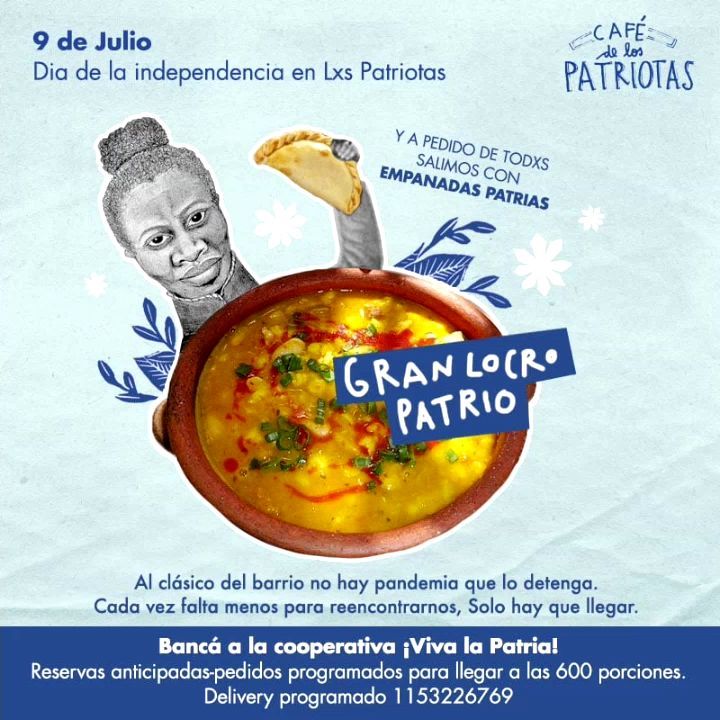 9 de Julio
Dia de la independencia en Lxs Patriotas
CAFÉ
de los
PATRIOTAS
Y A PEDIDO DE TODXS
SALIMOS CON
EMPANADAS PATRIAS
GRAN LOCRO
PATRIO
Al clásico del barrio no hay pandemia que lo detenga.
Cada vez falta menos para reencontrarnos, Solo hay que llegar.
Bancá a la cooperativa ¡Viva la Patria!
Reservas anticipadas-pedidos programados para llegar a las 600 porciones.
Delivery programado 1153226769